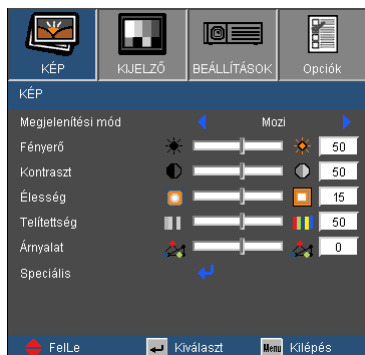 KÉP KIJELZŐ BEÁLLÍTÁSOK Opciók
KÉP
Megjelenítési mód Mozi
Fényerő 50
Kontraszt 50
Élesség 15
Telítettség 50
Árnyalat 0
Speciális
FelLe Kiválaszt Menu Kilépés